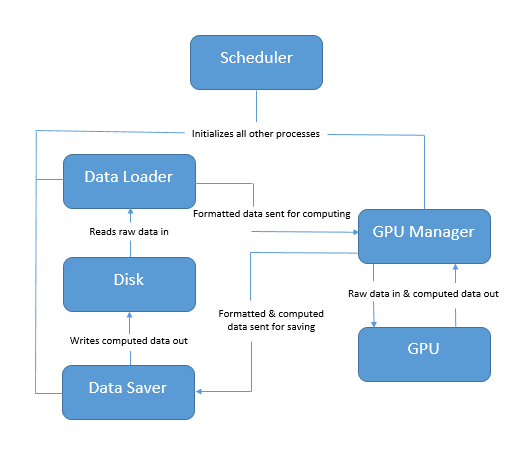 Scheduler
Initializes all other processes
Data Loader
Formatted data sent for computing
GPU Manager
Reads raw data in
Disk
Raw data in & computed data out
Formatted & computed
data sent for saving
Writes computed data out
GPU
Data Saver